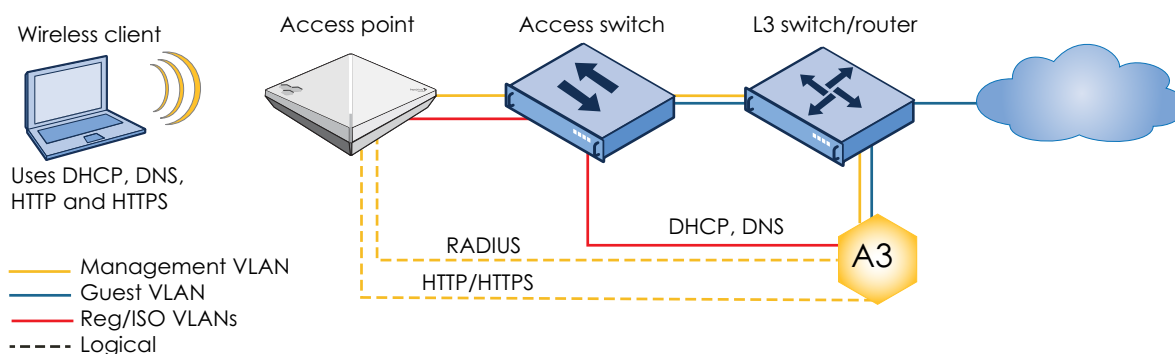 Wireless client
Access point
Access switch
L3 switch/router
Uses DHCP, DNS,
HTTP and HTTPS
DHCP, DNS
RADIUS
HTTP/HTTPS
A3
Management VLAN
Guest VLAN
Reg/ISO VLANs
Logical